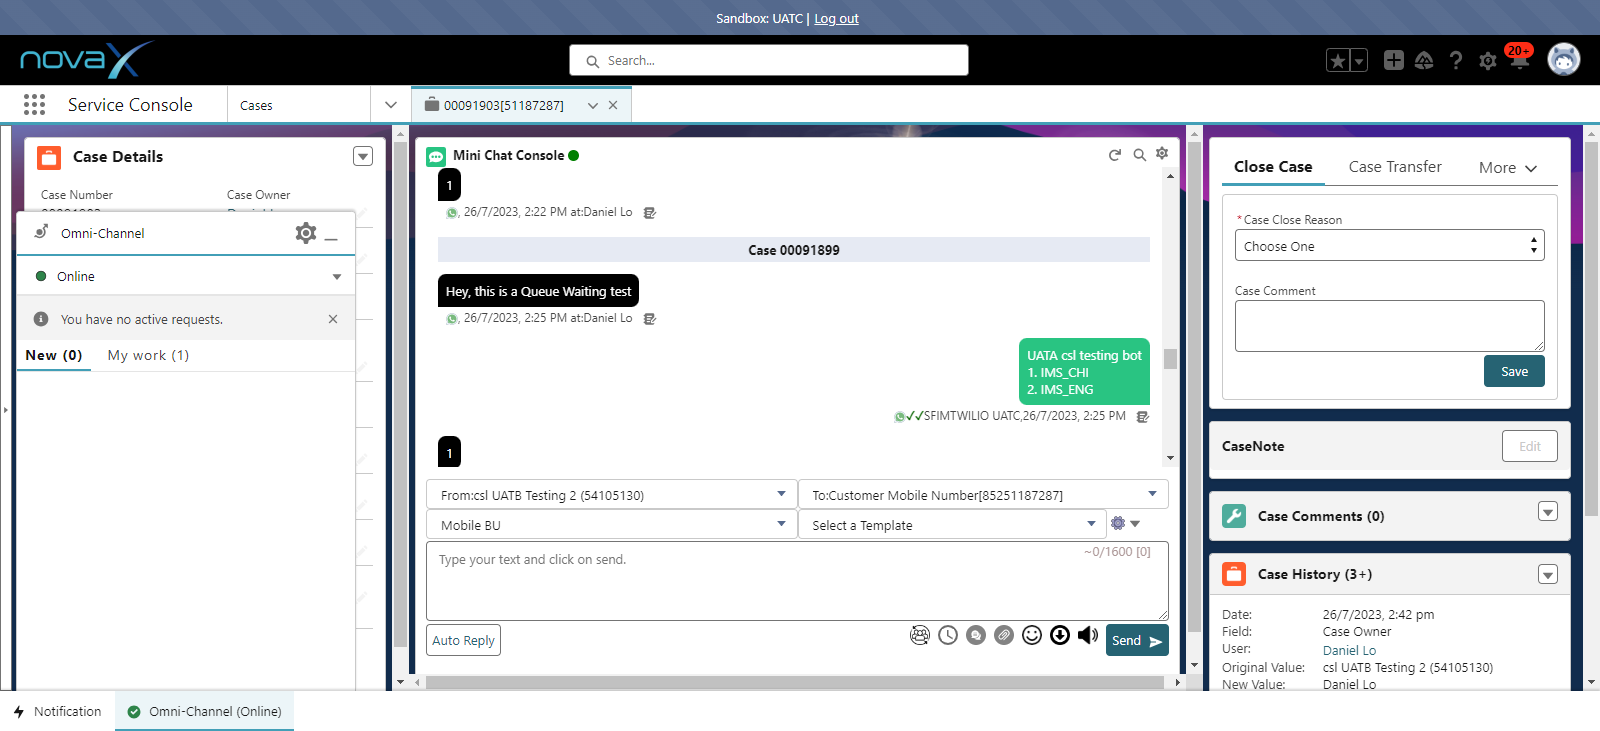 Sandbox: UATC | Log out
novaX
Search...
20+
Service Console
Cases
00091903[51187287]
Case Details
Case Number
Case Owner
Omni-Channel
Online
You have no active requests.
New (0)
My work (1)
Mini Chat Console
1
, 26/7/2023, 2:22 PM at:Daniel Lo
Case 00091899
Hey, this is a Queue Waiting test
, 26/7/2023, 2:25 PM at:Daniel Lo
UATA csl testing bot
1. IMS_CHI
2. IMS_ENG
✓✓SFIMTWILIO UATC,26/7/2023, 2:25 PM
1
From:csl UATB Testing 2 (54105130)
To:Customer Mobile Number[85251187287]
Mobile BU
Select a Template
Type your text and click on send.
~0/1600 [0]
Auto Reply
Send
Close Case
Case Transfer
More
*Case Close Reason
Choose One
Case Comment
Save
CaseNote
Edit
Case Comments (0)
Case History (3+)
Date: 26/7/2023, 2:42 pm
Field: Case Owner
User: Daniel Lo
Original Value: csl UATB Testing 2 (54105130)
New Value: Daniel Lo
Notification
Omni-Channel (Online)